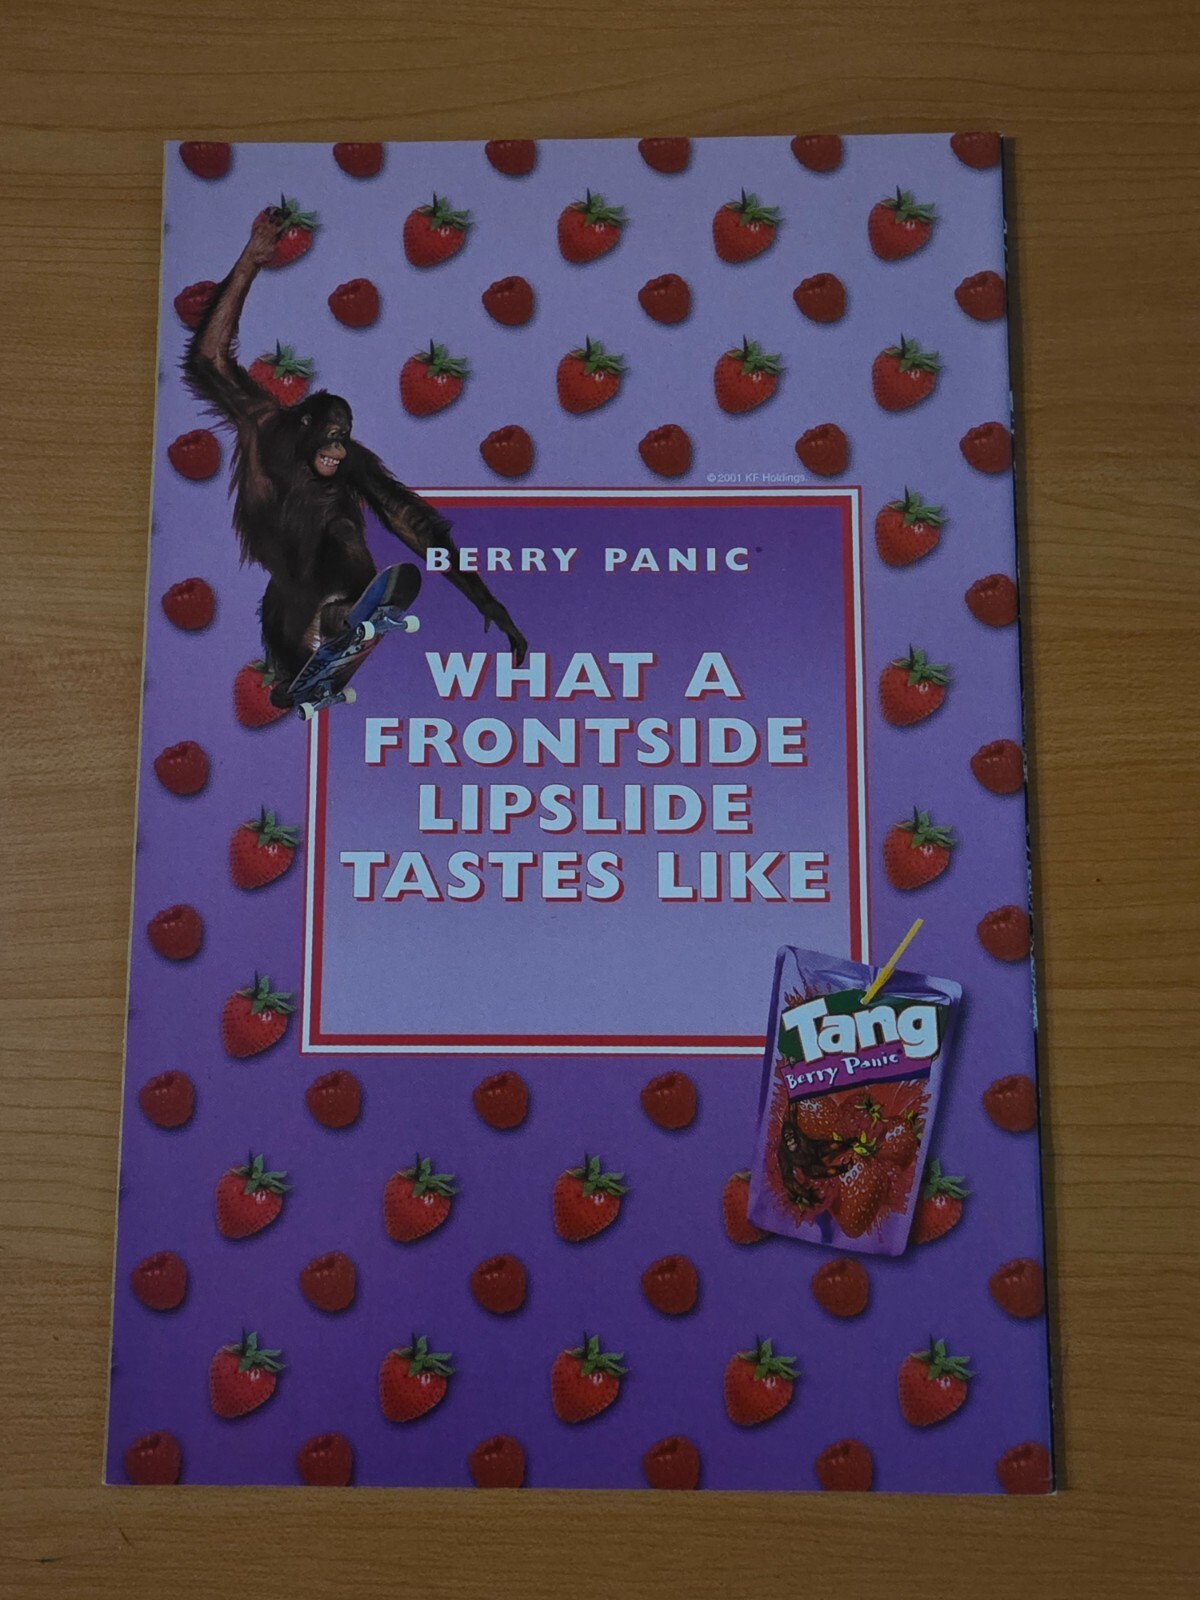 © 2001 KF Holdings
BERRY PANIC
WHAT A
FRONTSIDE
LIPSLIDE
TASTES LIKE
Tang
Berry Panic